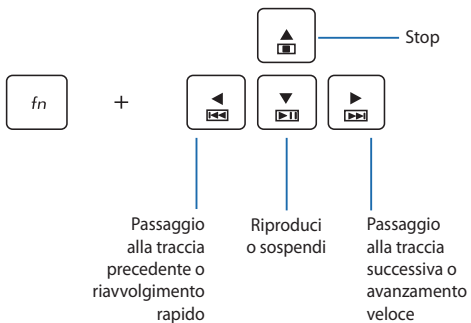 Stop
fn
+
Passaggio
alla traccia
precedente o
riavvolgimento
rapido
Riproduci
o sospendi
Passaggio
alla traccia
successiva o
avanzamento
veloce